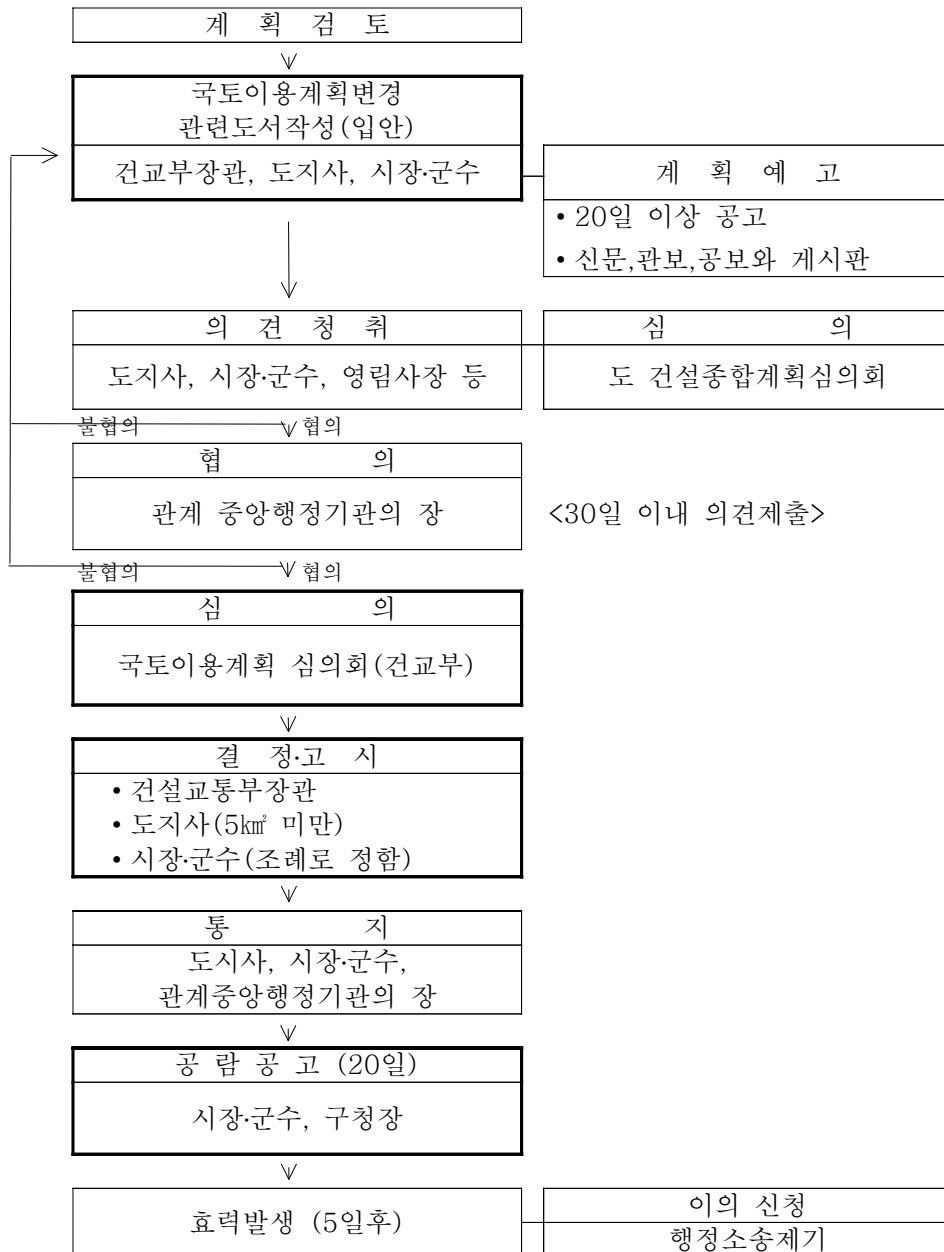 계 획 검 토
국토이용계획변경
관련도서작성(입안)
건교부장관, 도지사, 시장·군수
계 획 예 고
• 20일 이상 공고
• 신문,관보,공보와 게시판
의 견 청 취
심 의
도지사, 시장·군수, 영림사장 등
도 건설종합계획심의회
불협의 협의
협 의
관계 중앙행정기관의 장
<30일 이내 의견제출>
불협의 협의
심 의
국토이용계획 심의회(건교부)
결 정·고 시
• 건설교통부장관
• 도지사(5㎢ 미만)
• 시장·군수(조례로 정함)
통 지
도시사, 시장·군수,
관계중앙행정기관의 장
공 람 공 고 (20일)
시장·군수, 구청장
효력발생 (5일후)
이의 신청
행정소송제기